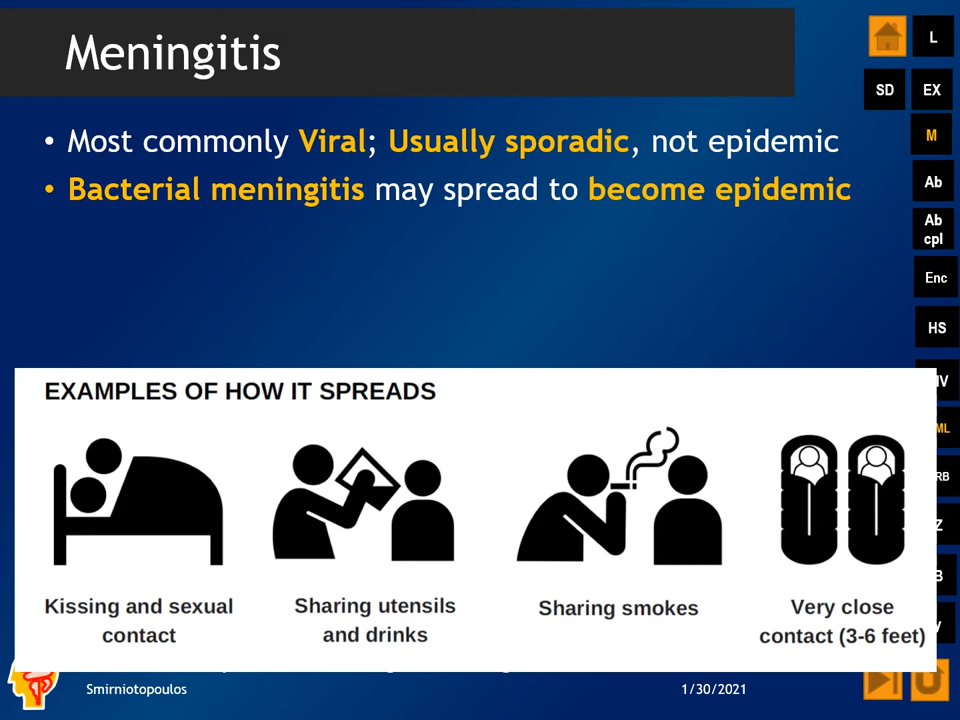 Meningitis
L
SD
EX
• Most commonly Viral; Usually sporadic, not epidemic
M
• Bacterial meningitis may spread to become epidemic
Ab
Ab
cpl
Enc
HS
EXAMPLES OF HOW IT SPREADS
Kissing and sexual
contact
Sharing utensils
and drinks
Sharing smokes
Very close
contact (3-6 feet)
Smirniotopoulos
1/30/2021